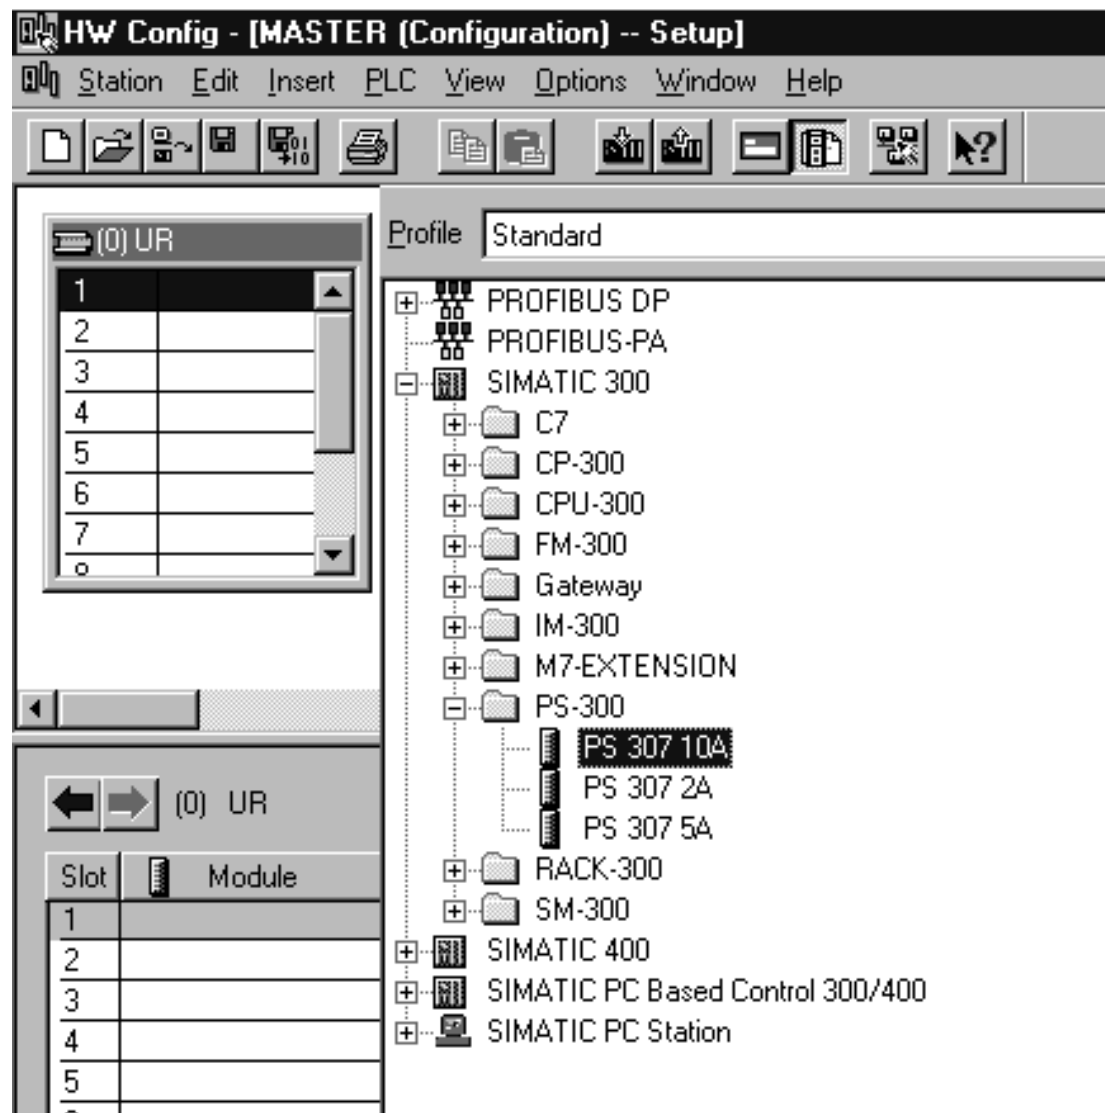 HW Config - [MASTER (Configuration) -- Setup]
Station Edit Insert PLC View Options Window Help
(0) UR
1
2
3
4
5
6
7
Profile Standard
PROFIBUS DP
PROFIBUS-PA
SIMATIC 300
C7
CP-300
CPU-300
FM-300
Gateway
IM-300
M7-EXTENSION
PS-300
PS 307 10A
PS 307 2A
PS 307 5A
RACK-300
SM-300
SIMATIC 400
SIMATIC PC Based Control 300/400
SIMATIC PC Station
(0) UR
Slot Module
1
2
3
4
5